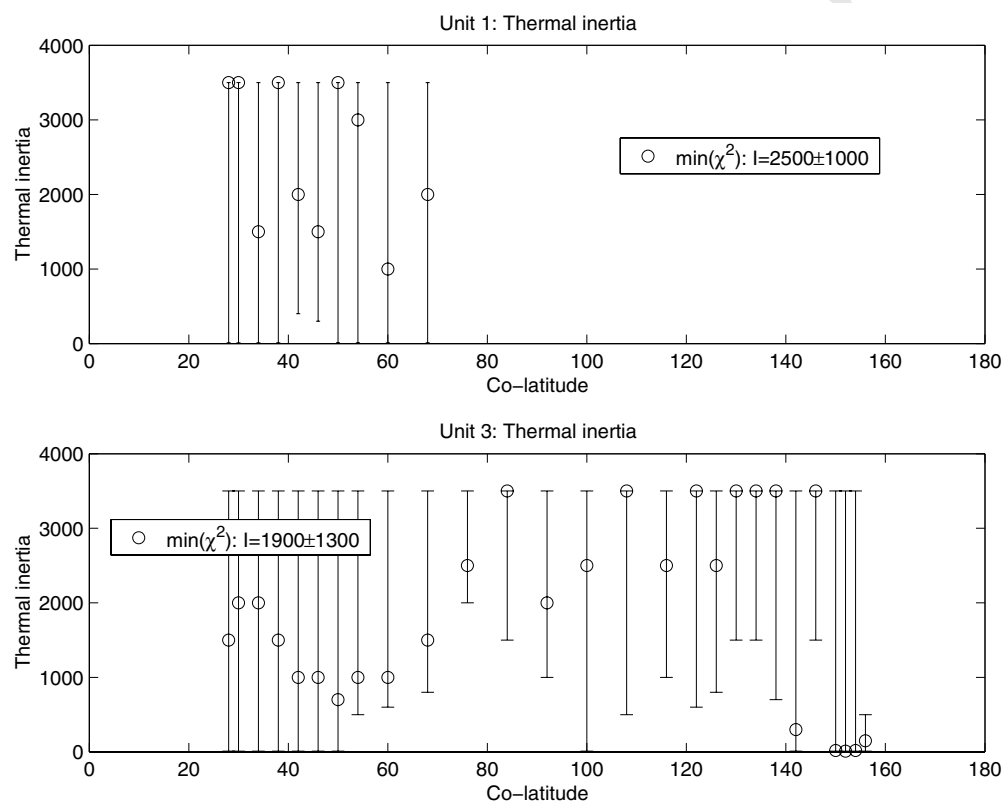 Unit 1: Thermal inertia
4000
3000
2000
1000
0
Thermal inertia
min(χ²): I=2500±1000
0 20 40 60 80 100 120 140 160 180
Co−latitude
Unit 3: Thermal inertia
4000
3000
2000
1000
0
Thermal inertia
min(χ²): I=1900±1300
0 20 40 60 80 100 120 140 160 180
Co−latitude